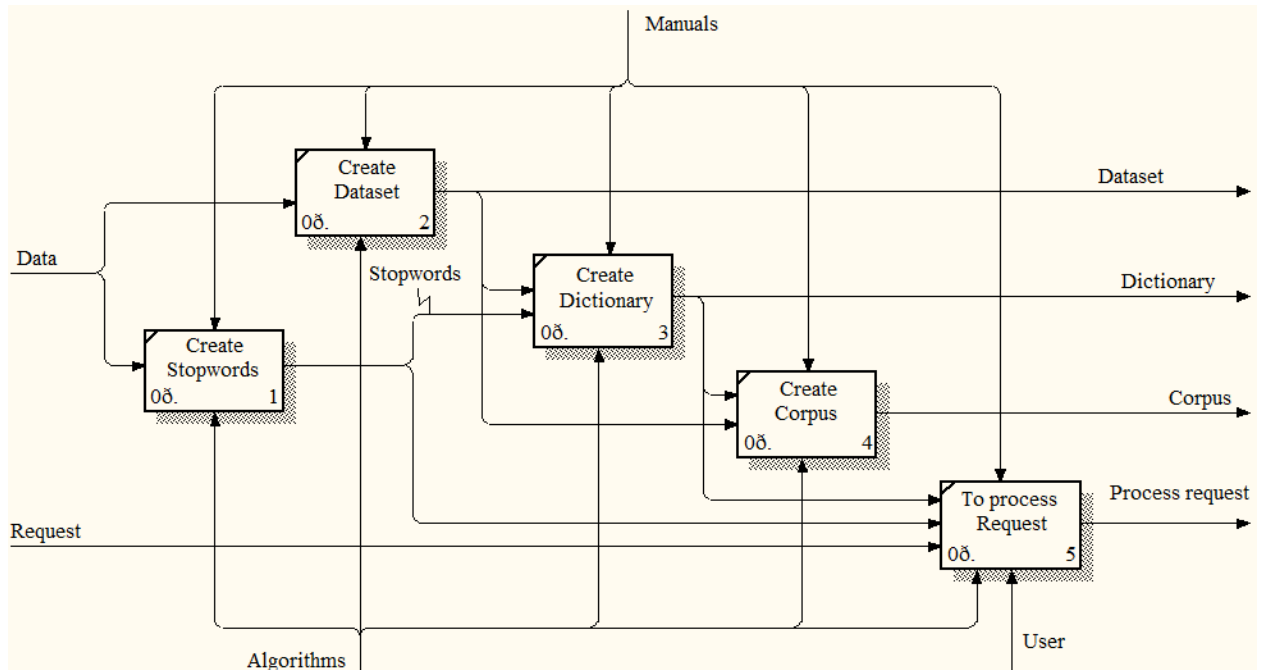 Manuals
Create
Dataset
0ð. 2
Dataset
Data
Stopwords
Create
Dictionary
0ð. 3
Dictionary
Create
Stopwords
0ð. 1
Create
Corpus
0ð. 4
Corpus
To process
Request
0ð. 5
Process request
Request
User
Algorithms